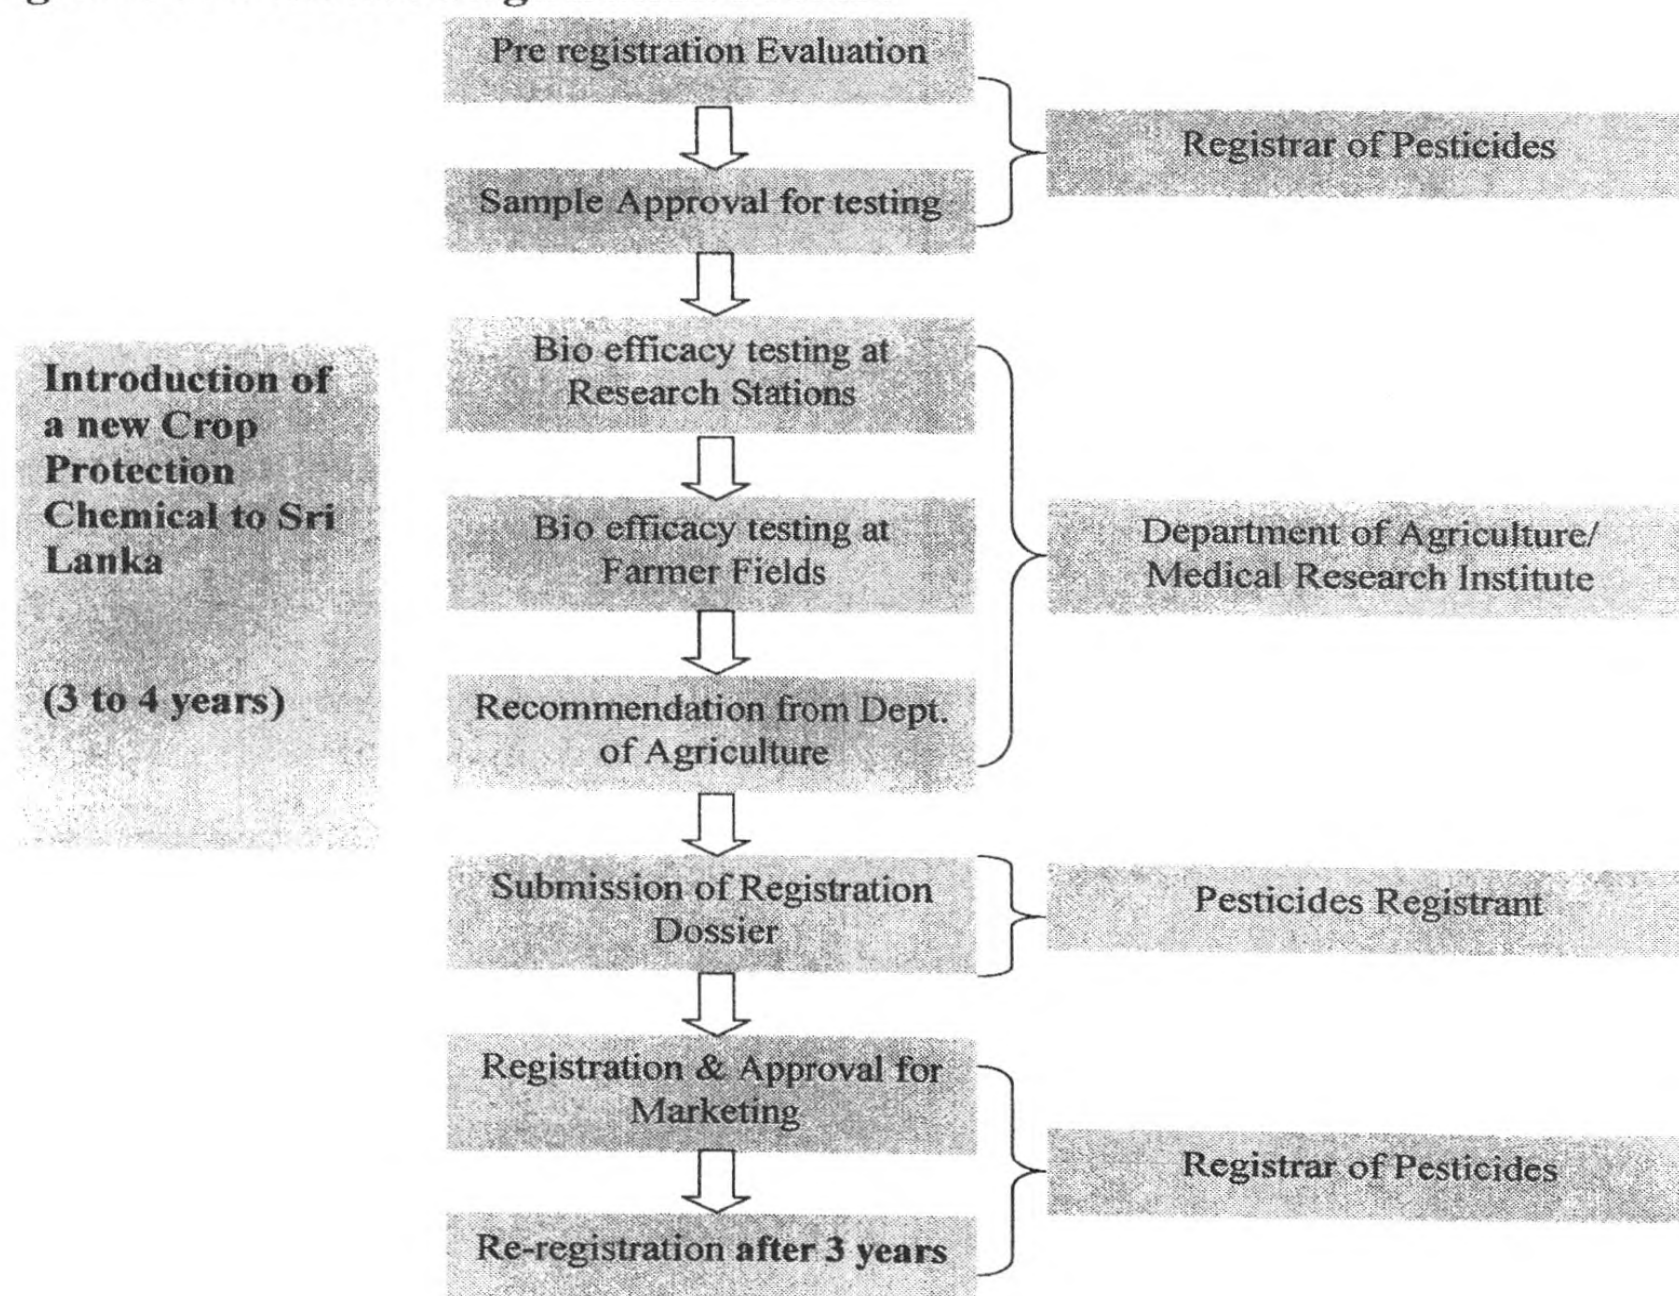 Pre registration Evaluation
Registrar of Pesticides
Sample Approval for testing
Introduction of
a new Crop
Protection
Chemical to Sri
Lanka
(3 to 4 years)
Bio efficacy testing at
Research Stations
Bio efficacy testing at
Farmer Fields
Recommendation from Dept.
of Agriculture
Department of Agriculture/
Medical Research Institute
Submission of Registration
Dossier
Pesticides Registrant
Registration & Approval for
Marketing
Re-registration after 3 years
Registrar of Pesticides